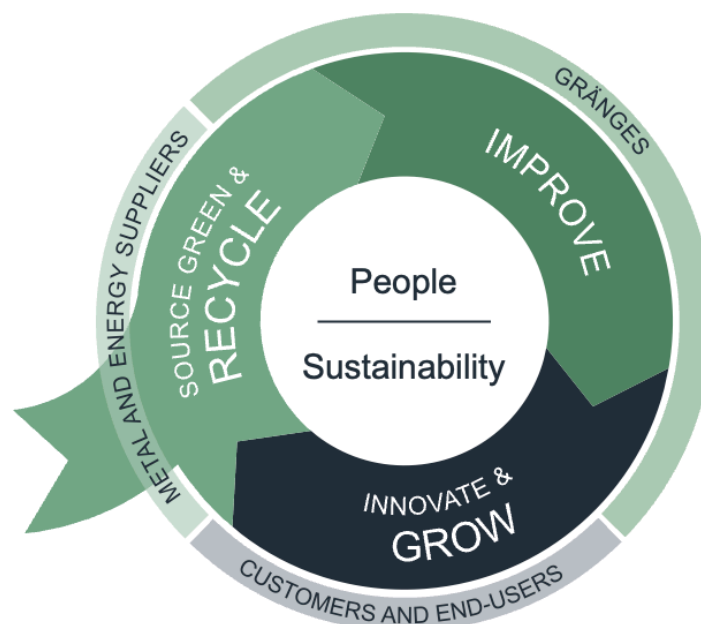 GRÄNGES
METAL AND ENERGY SUPPLIERS
SOURCE GREEN &
RECYCLE
IMPROVE
People
Sustainability
INNOVATE &
GROW
CUSTOMERS AND END-USERS